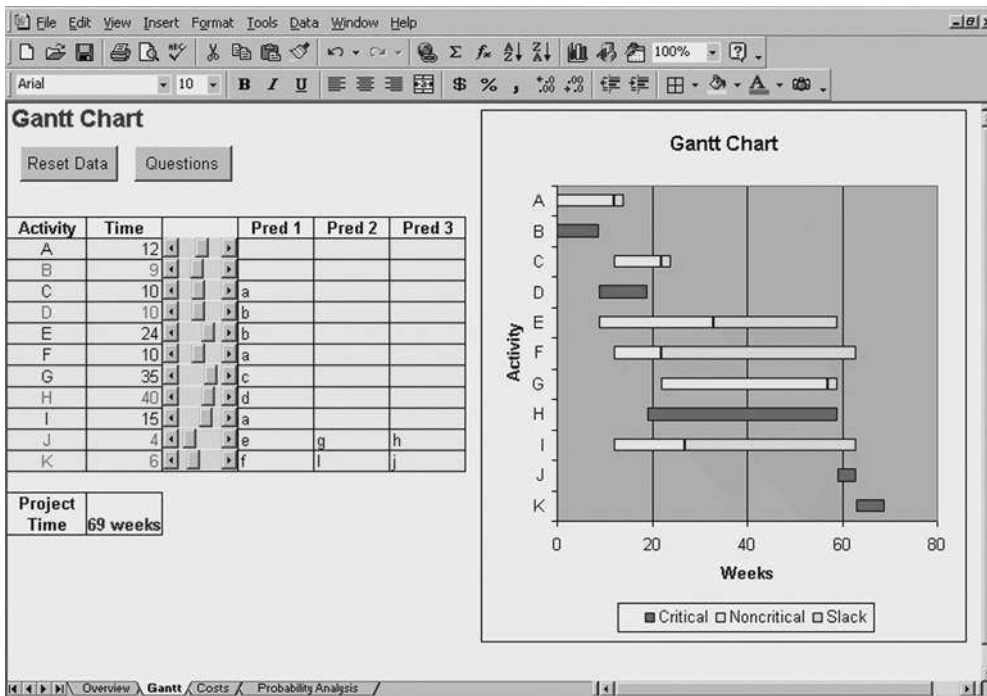 File Edit View Insert Format Tools Data Window Help
100%
Arial 10 B I U $ % ,
Gantt Chart
Reset Data Questions
Activity Time Pred 1 Pred 2 Pred 3
A 12
B 9
C 10 a
D 10 b
E 24 b
F 10 a
G 35 c
H 40 d
I 15 a
J 4 e g h
K 6 f I j
Project
Time 69 weeks
Gantt Chart
Activity
A
B
C
D
E
F
G
H
I
J
K
0 20 40 60 80
Weeks
Critical Noncritical Slack
Overview Gantt Costs Probability Analysis